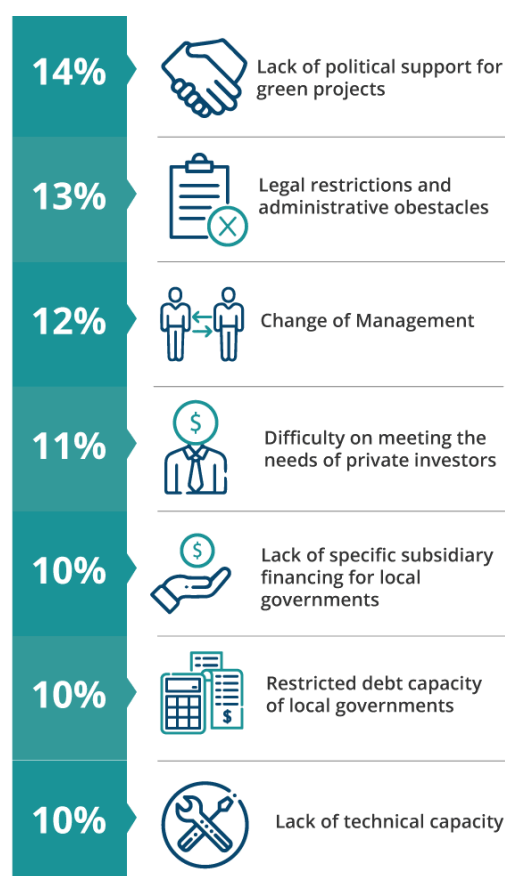 14%
Lack of political support for
green projects
13%
Legal restrictions and
administrative obstacles
12%
Change of Management
11%
$
Difficulty on meeting the
needs of private investors
10%
$
Lack of specific subsidiary
financing for local
governments
10%
$
Restricted debt capacity
of local governments
10%
Lack of technical capacity